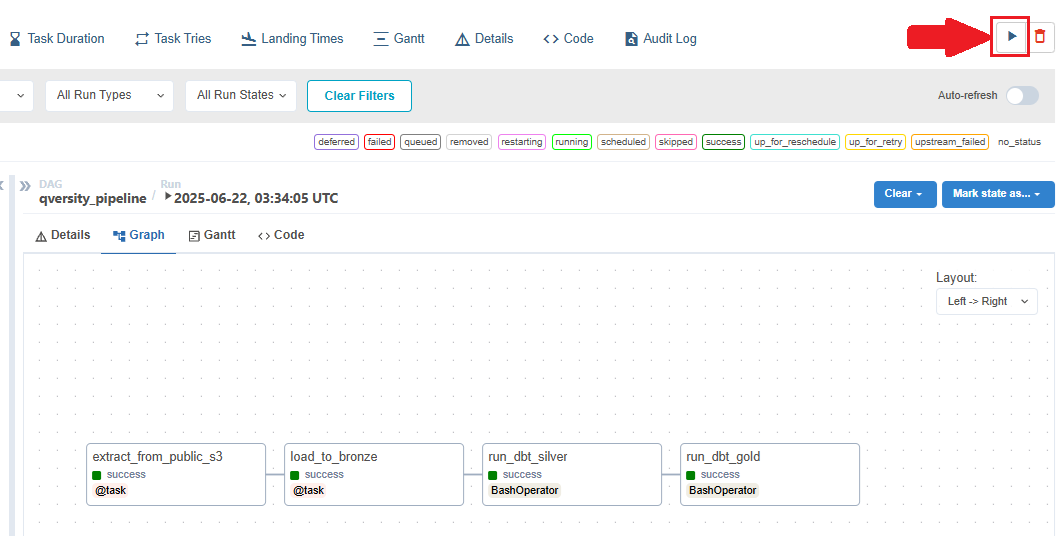 Task Duration Task Tries Landing Times Gantt Details Code Audit Log
All Run Types All Run States Clear Filters Auto-refresh
deferred failed queued removed restarting running scheduled skipped success up_for_reschedule up_for_retry upstream_failed no_status
DAG Run
qversity_pipeline / 2025-06-22, 03:34:05 UTC Clear Mark state as...
Details Graph Gantt Code
Layout:
Left -> Right
extract_from_public_s3 load_to_bronze run_dbt_silver run_dbt_gold
success success success success
@task @task BashOperator BashOperator